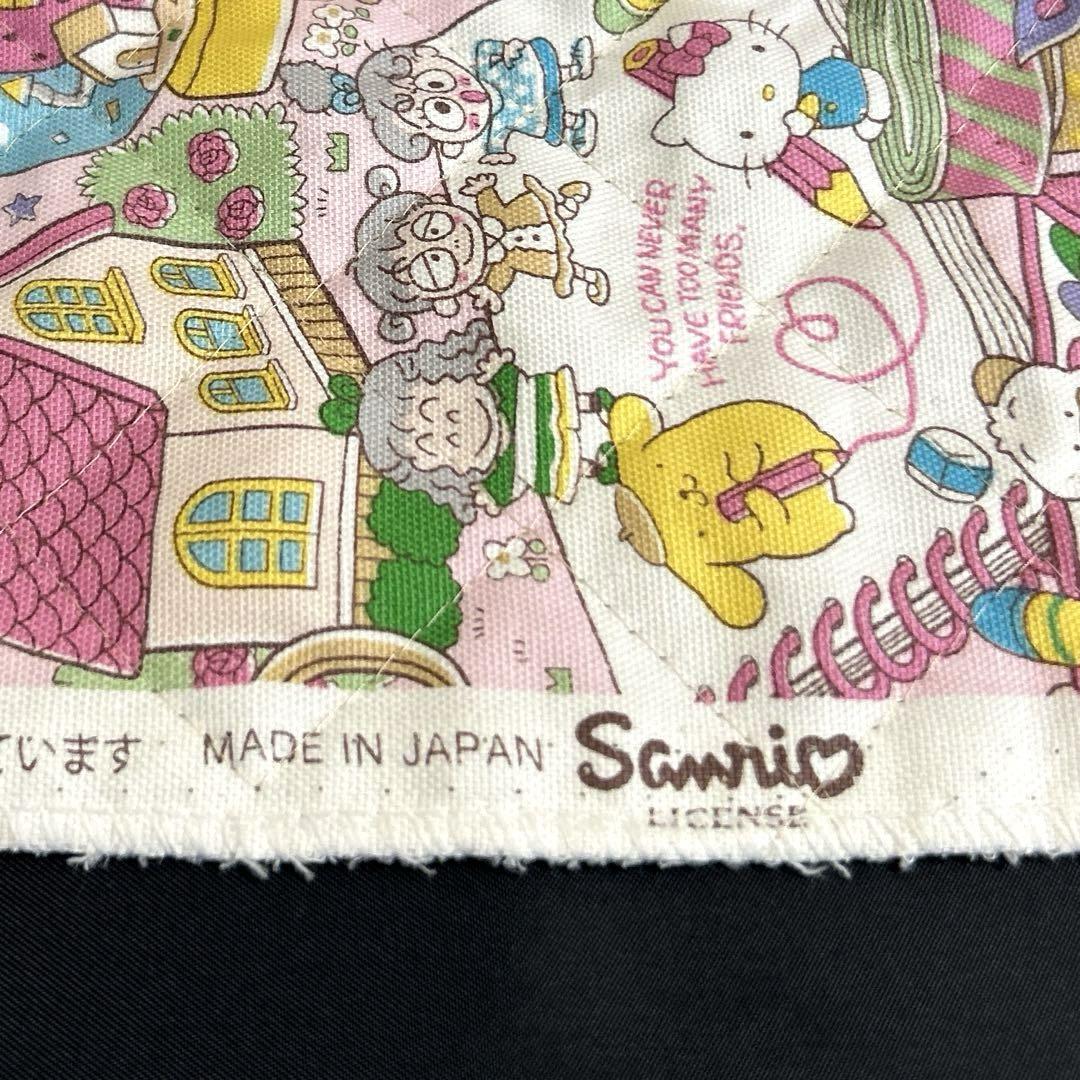 YOU CAN NEVER
HAVE TOO MANY
FRIENDS.
ています MADE IN JAPAN Sanrio
LICENSE